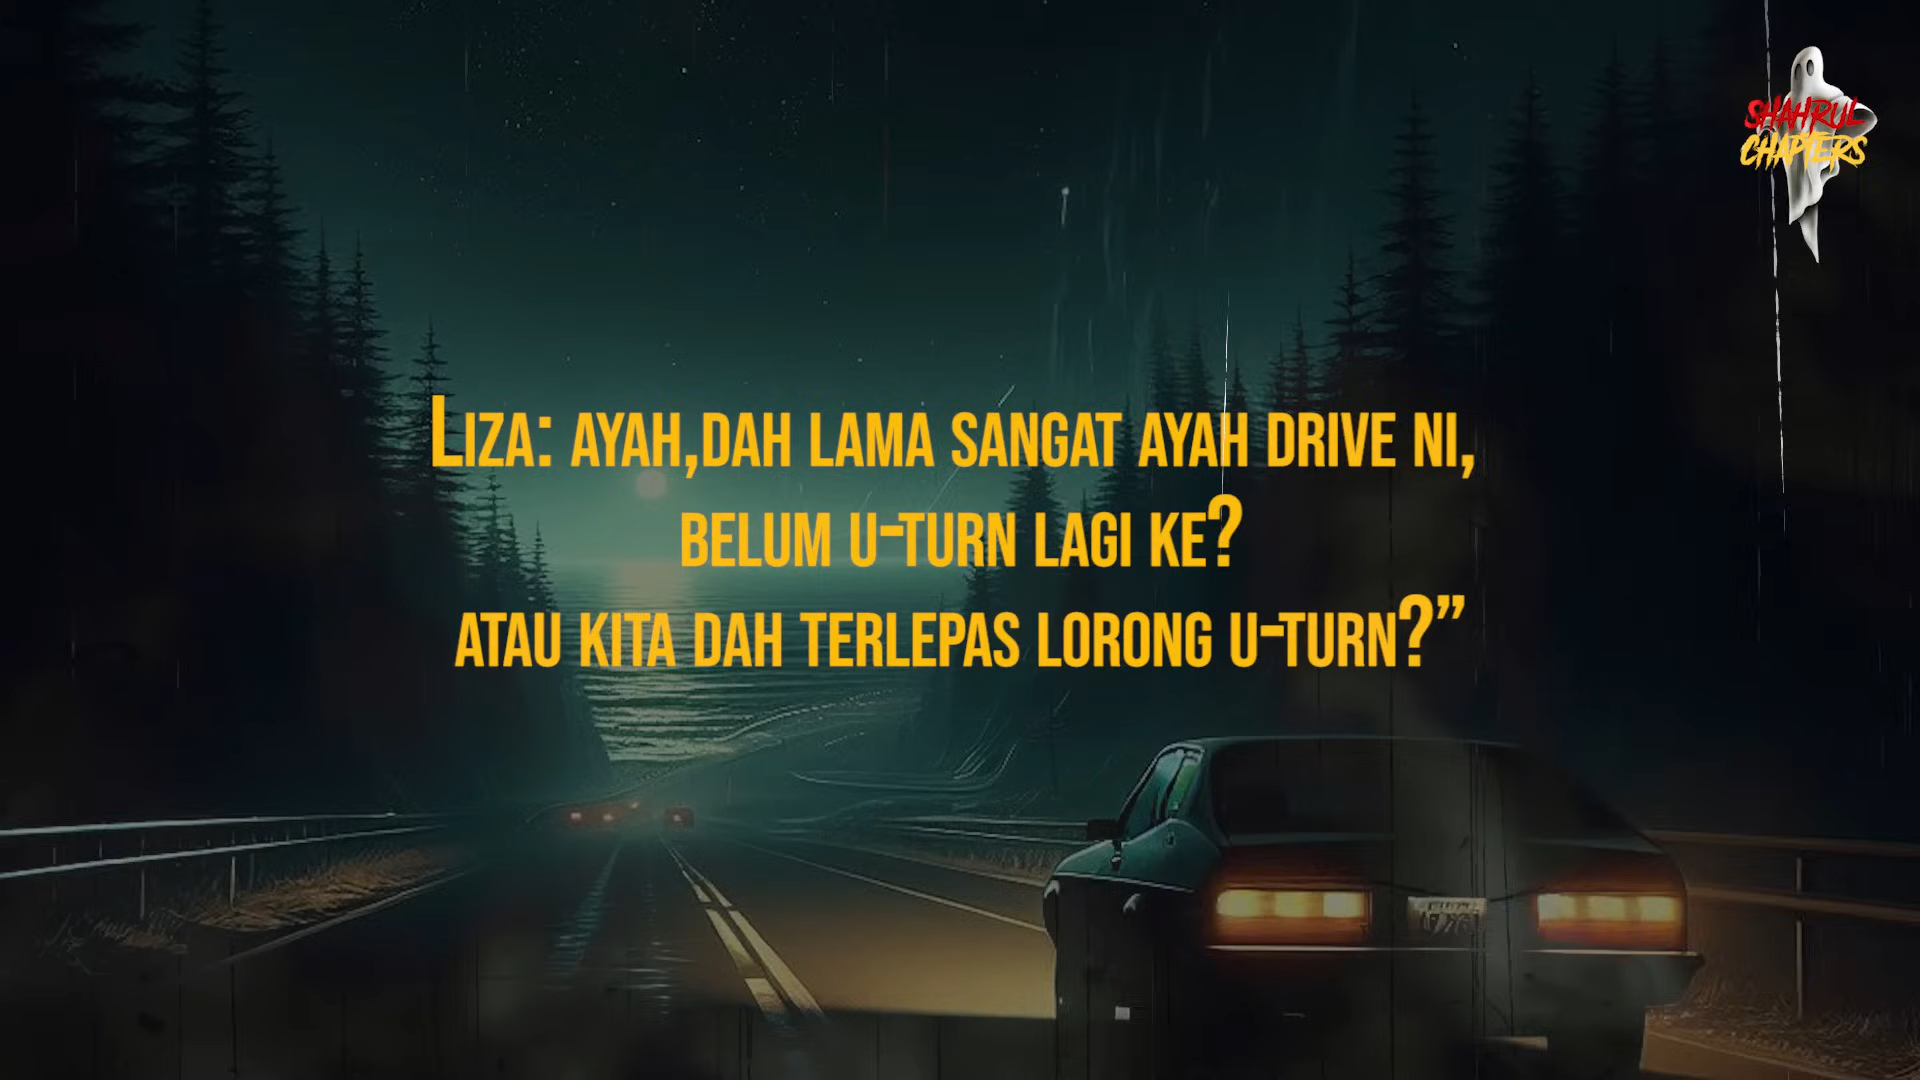 SHAHRUL
CHAPTERS
Liza: ayah,dah lama sangat ayah drive ni,
belum u-turn lagi ke?
atau kita dah terlepas lorong u-turn?”